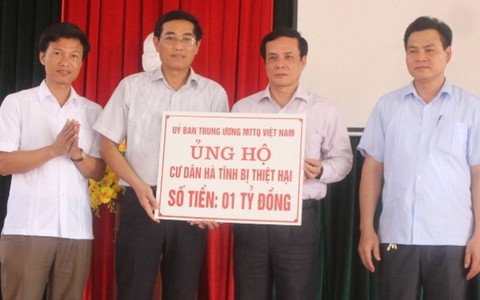 UỶ BAN TRUNG ƯƠNG MTTQ VIỆT NAM
ỦNG HỘ
CƯ DÂN HÀ TĨNH BỊ THIỆT HẠI
SỐ TIỀN: 01 TỶ ĐỒNG